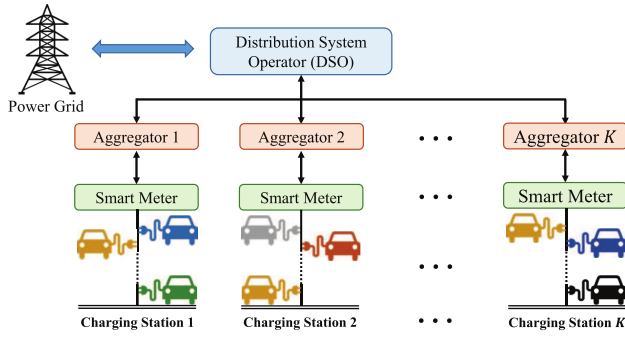 Distribution System
Operator (DSO)
Power Grid
Aggregator 1
Aggregator 2
• • •
Aggregator K
Smart Meter
Smart Meter
• • •
Smart Meter
• • •
Charging Station 1
Charging Station 2
• • •
Charging Station K